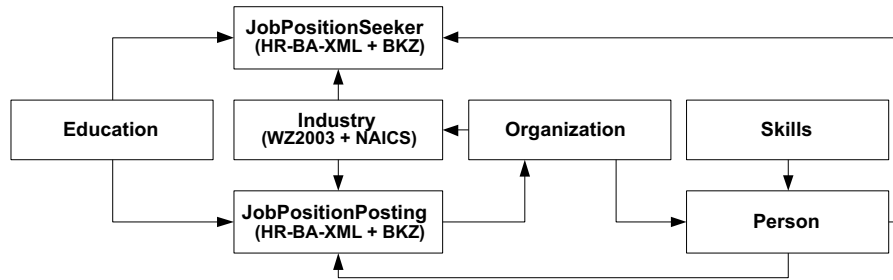 JobPositionSeeker
(HR-BA-XML + BKZ)
Education
Industry
(WZ2003 + NAICS)
Organization
Skills
JobPositionPosting
(HR-BA-XML + BKZ)
Person